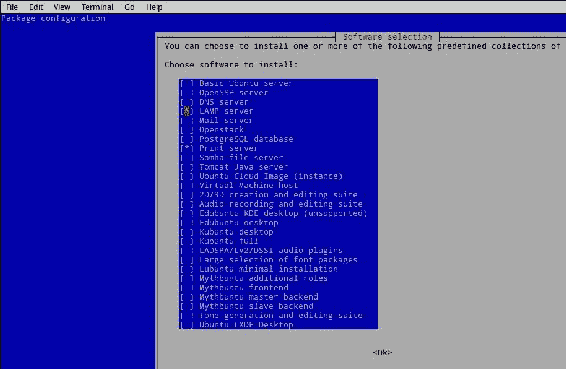 File Edit View Terminal Go Help
Package configuration
Software selection
You can choose to install one or more of the following predefined collections of
Choose software to install:
[ ] Basic Ubuntu server
[ ] OpenSSH server
[ ] DNS server
[*] LAMP server
[ ] Mail server
[ ] Openstack
[ ] PostgreSQL database
[*] Print server
[ ] Samba file server
[ ] Tomcat Java server
[ ] Ubuntu Cloud Image (instance)
[ ] Virtual Machine host
[ ] 2D/3D creation and editing suite
[ ] Audio recording and editing suite
[ ] Edubuntu KDE desktop (unsupported)
[ ] Edubuntu desktop
[ ] Kubuntu desktop
[ ] Kubuntu full
[ ] LADSPA/LV2/DSSI audio plugins
[ ] Large selection of font packages
[ ] Lubuntu minimal installation
[ ] Mythbuntu additional roles
[ ] Mythbuntu frontend
[ ] Mythbuntu master backend
[ ] Mythbuntu slave backend
[ ] Tone generation and editing suite
[ ] Ubuntu LXDE Desktop
<Ok>